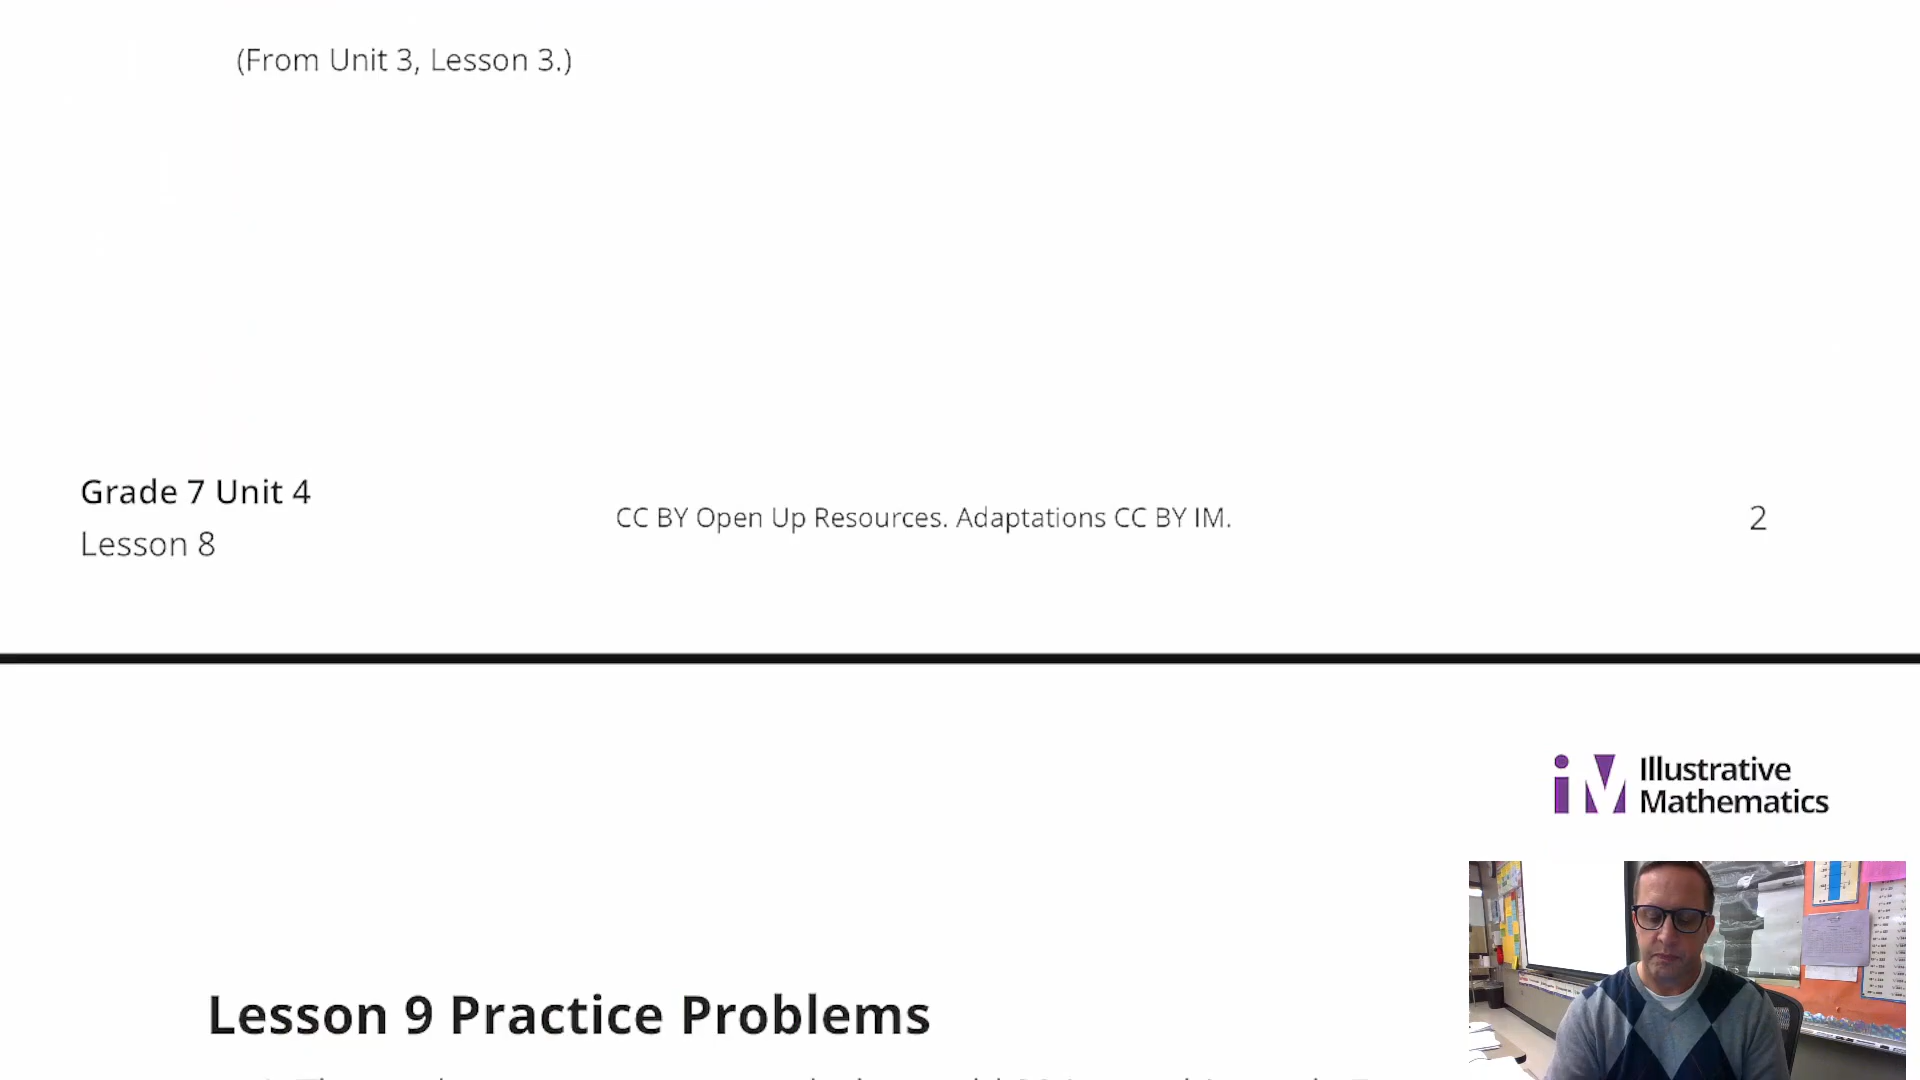 (From Unit 3, Lesson 3.)
Grade 7 Unit 4
Lesson 8
CC BY Open Up Resources. Adaptations CC BY IM.
2
Illustrative
Mathematics
Lesson 9 Practice Problems